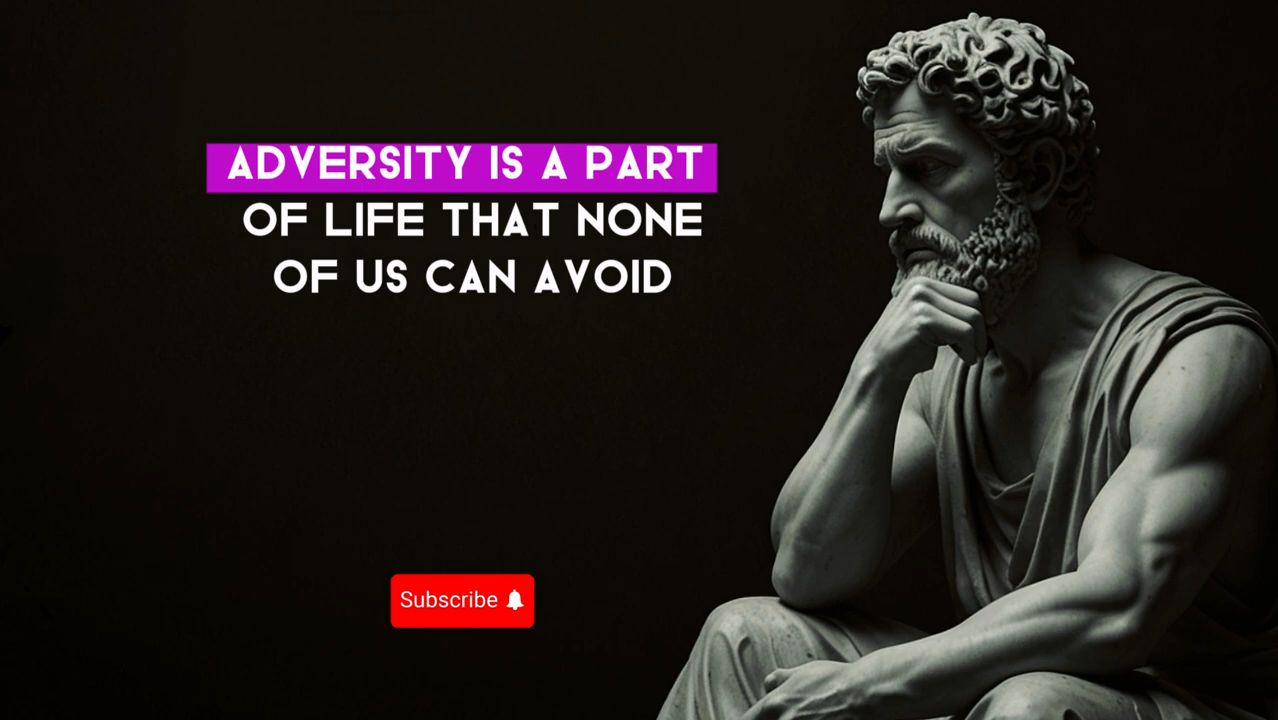 ADVERSITY IS A PART
OF LIFE THAT NONE
OF US CAN AVOID
Subscribe